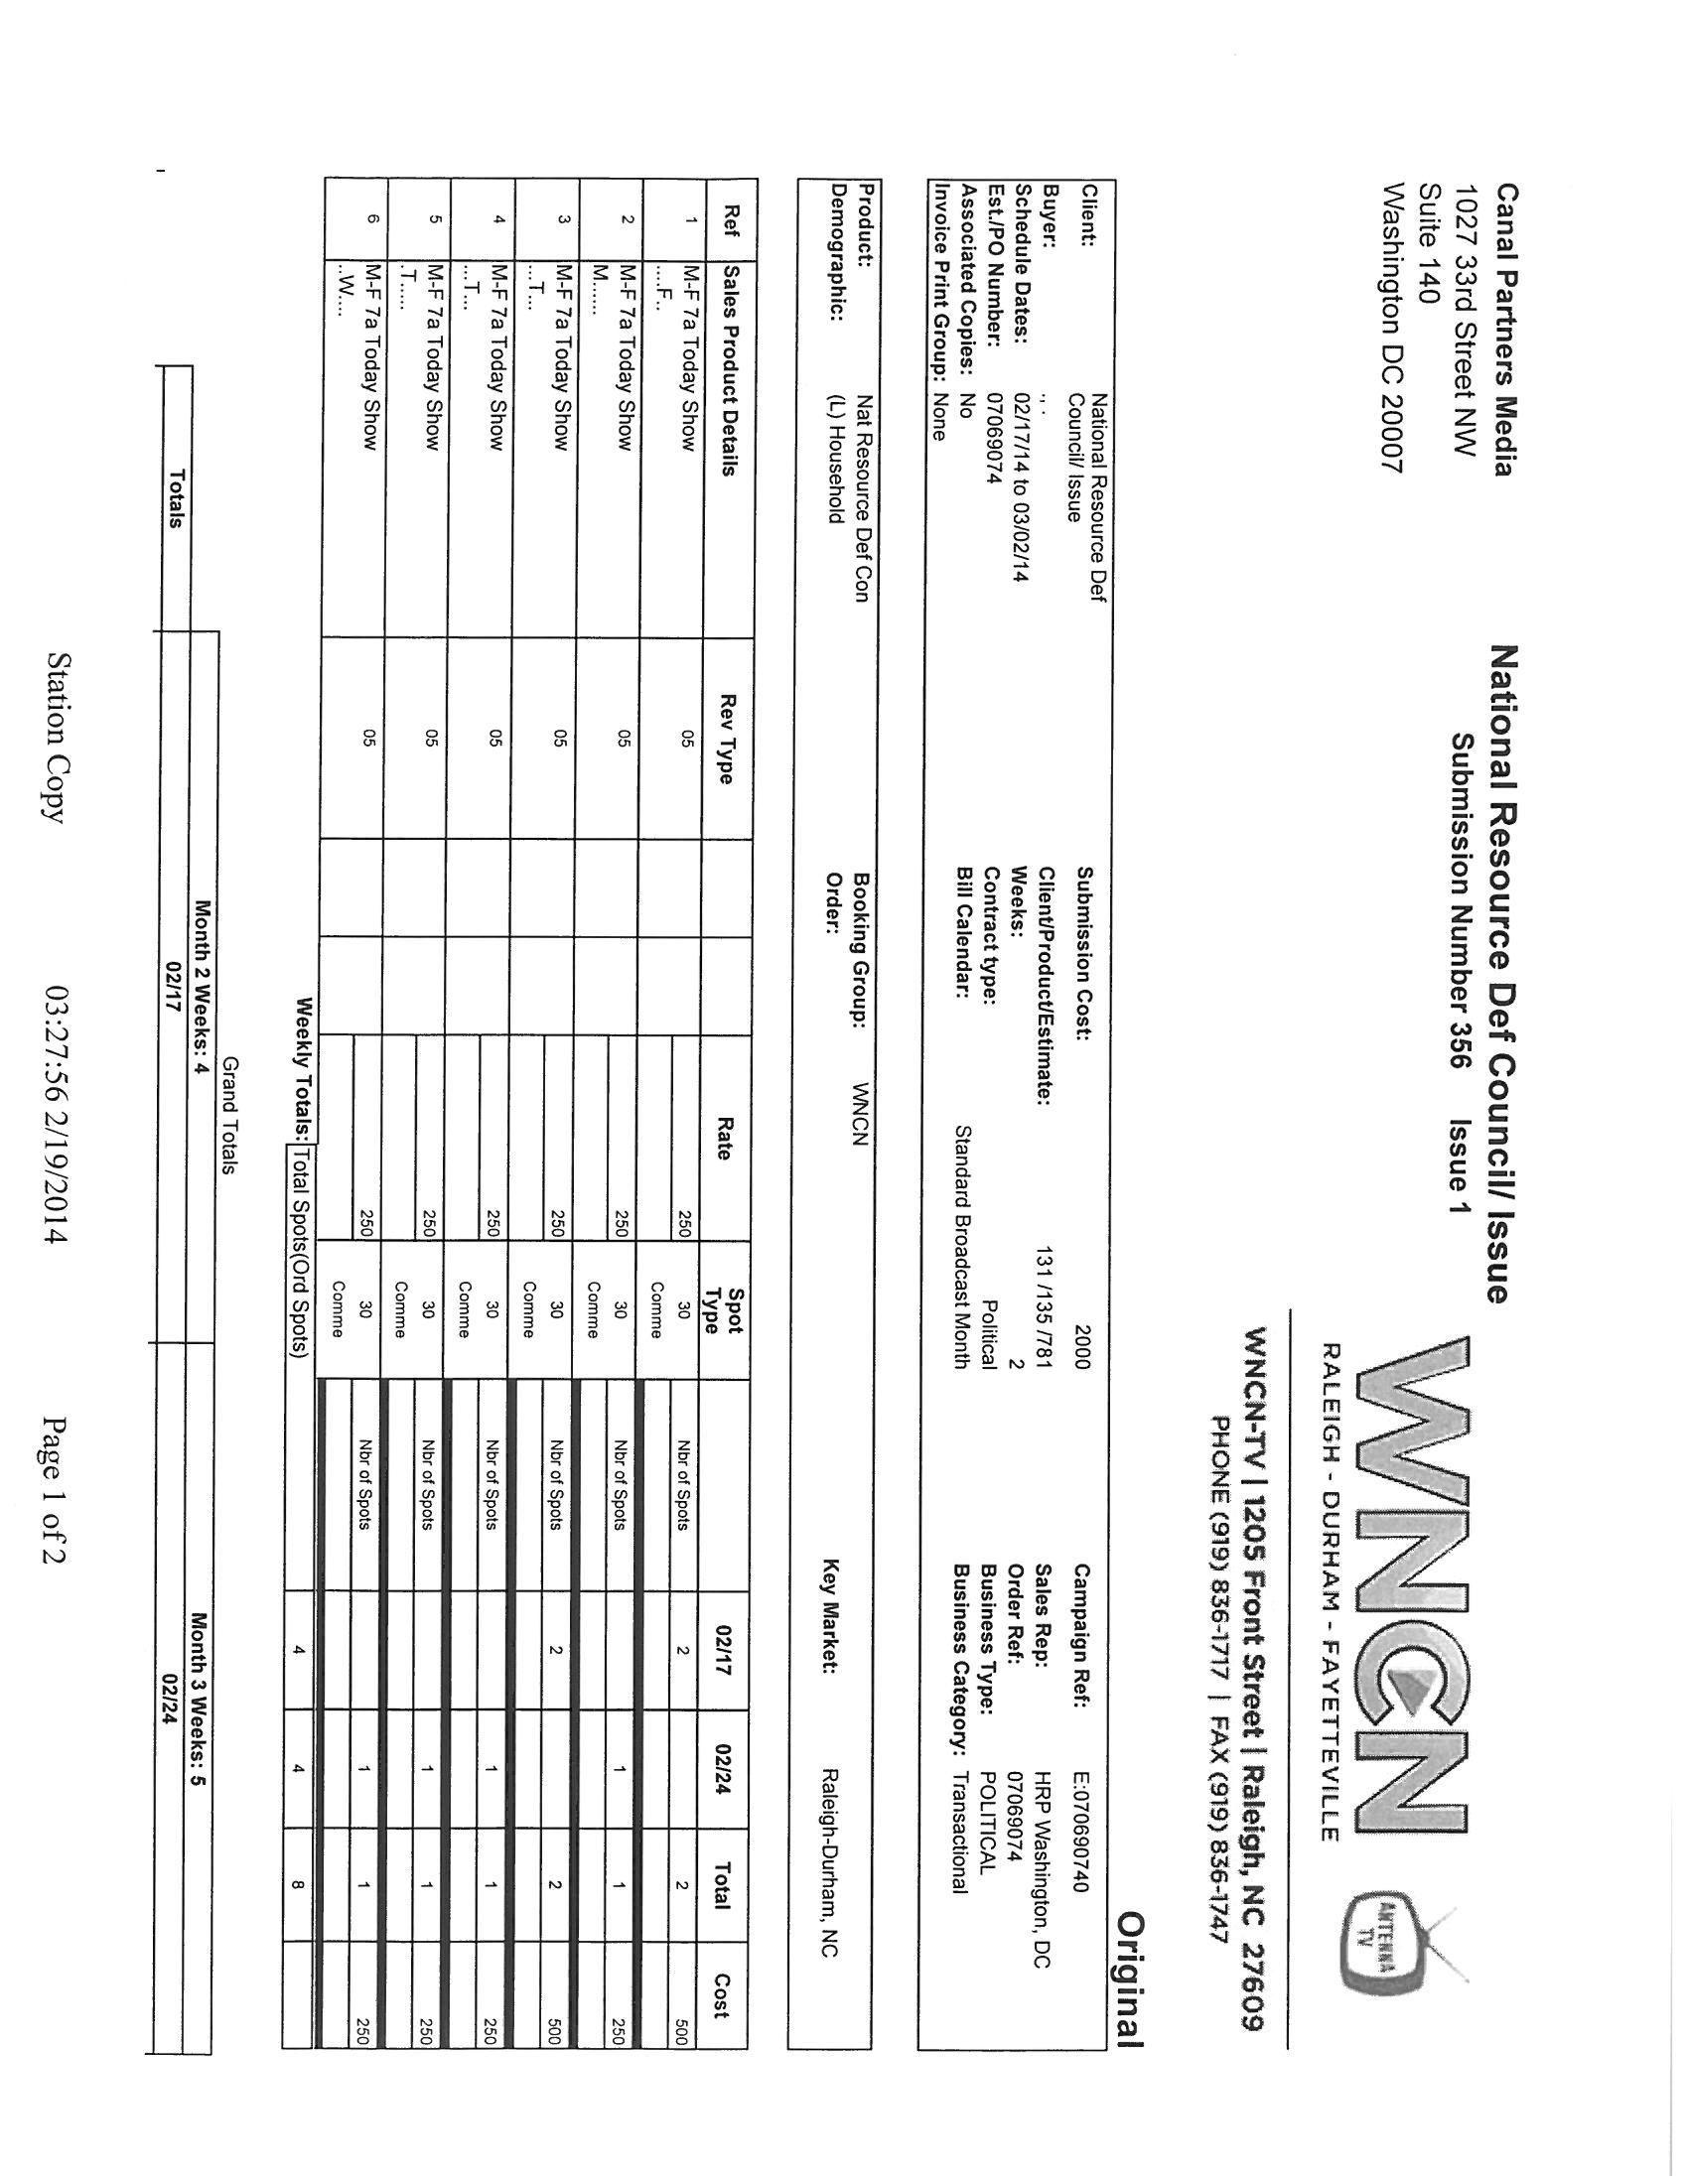 Canal Partners Media
1027 33rd Street NW
Suite 140
Washington DC 20007
National Resource Def Council/ Issue
Submission Number 356 Issue 1
WNCN
ANTENNA TV
RALEIGH - DURHAM - FAYETTEVILLE
WNCN-TV | 1205 Front Street | Raleigh, NC 27609
PHONE (919) 836-1717 | FAX (919) 836-1747
Original
Client: National Resource Def Council/ Issue Submission Cost: 2000 Campaign Ref: E:070690740
Buyer: ., . Client/Product/Estimate: 131 /135 /781 Sales Rep: HRP Washington, DC
Schedule Dates: 02/17/14 to 03/02/14 Weeks: 2 Order Ref: 07069074
Est./PO Number: 07069074 Contract type: Political Business Type: POLITICAL
Associated Copies: No Bill Calendar: Standard Broadcast Month Business Category: Transactional
Invoice Print Group: None
Product: Nat Resource Def Con Booking Group: WNCN Key Market: Raleigh-Durham, NC
Demographic: (L) Household Order:
Ref Sales Product Details Rev Type Rate Spot Type 02/17 02/24 Total Cost
1 M-F 7a Today Show 05 250 30 Nbr of Spots 2 2 500
....F.. Comme
2 M-F 7a Today Show 05 250 30 Nbr of Spots 1 1 250
M...... Comme
3 M-F 7a Today Show 05 250 30 Nbr of Spots 2 2 500
...T... Comme
4 M-F 7a Today Show 05 250 30 Nbr of Spots 1 1 250
...T... Comme
5 M-F 7a Today Show 05 250 30 Nbr of Spots 1 1 250
.T..... Comme
6 M-F 7a Today Show 05 250 30 Nbr of Spots 1 1 250
..W.... Comme
Weekly Totals: Total Spots(Ord Spots) 4 4 8
Grand Totals
Month 2 Weeks: 4 Month 3 Weeks: 5
Totals 02/17 02/24
Station Copy 03:27:56 2/19/2014 Page 1 of 2